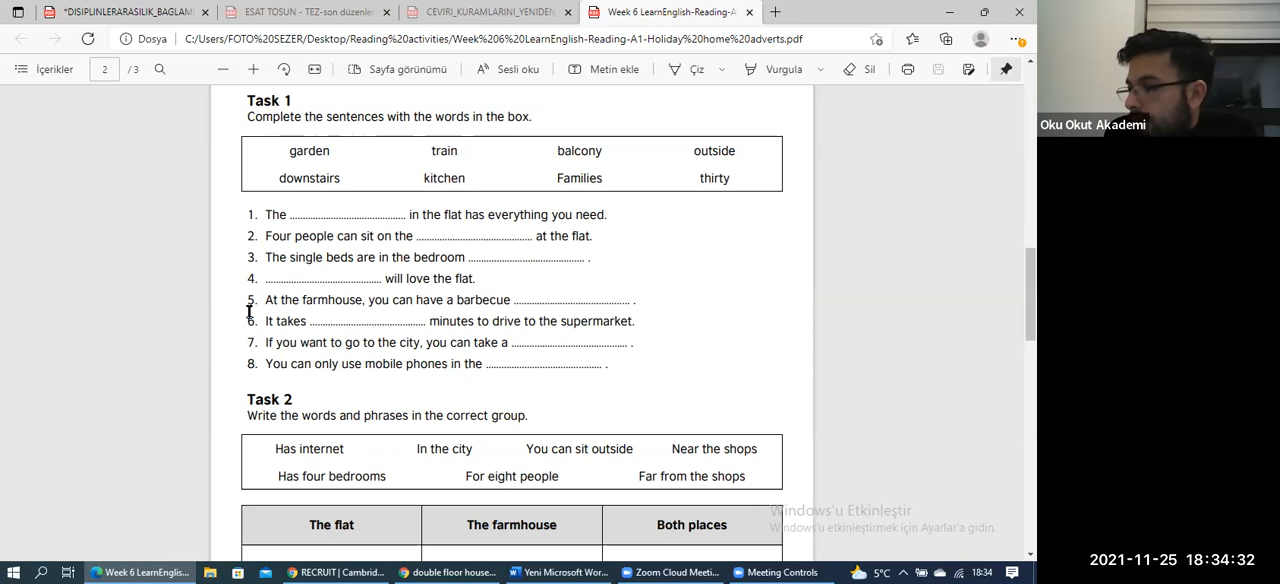 *DISIPLINLERARASILIK_BAGLAM
ESAT TOSUN - TEZ-son düzenler
CEVIRI_KURAMLARINI_YENIDEN
Week 6 LearnEnglish-Reading-A
Dosya
C:/Users/FOTO%20SEZER/Desktop/Reading%20activities/Week%206%20LearnEnglish-Reading-A1-Holiday%20home%20adverts.pdf
İçerikler
2 / 3
Sayfa görünümü
Sesli oku
Metin ekle
Çiz
Vurgula
Sil
Oku Okut Akademi
Task 1
Complete the sentences with the words in the box.
garden train balcony outside
downstairs kitchen Families thirty
1. The .......................................... in the flat has everything you need.
2. Four people can sit on the .......................................... at the flat.
3. The single beds are in the bedroom .......................................... .
4. .......................................... will love the flat.
5. At the farmhouse, you can have a barbecue .......................................... .
6. It takes .......................................... minutes to drive to the supermarket.
7. If you want to go to the city, you can take a .......................................... .
8. You can only use mobile phones in the .......................................... .
Task 2
Write the words and phrases in the correct group.
Has internet In the city You can sit outside Near the shops
Has four bedrooms For eight people Far from the shops
The flat The farmhouse Both places
Windows'u Etkinleştir
Windows'u etkinleştirmek için Ayarlar'a gidin.
Week 6 LearnEnglis...
RECRUIT | Cambrid...
double floor house...
Yeni Microsoft Wor...
Zoom Cloud Meeti...
Meeting Controls
5°C
18:34
2021-11-25 18:34:32